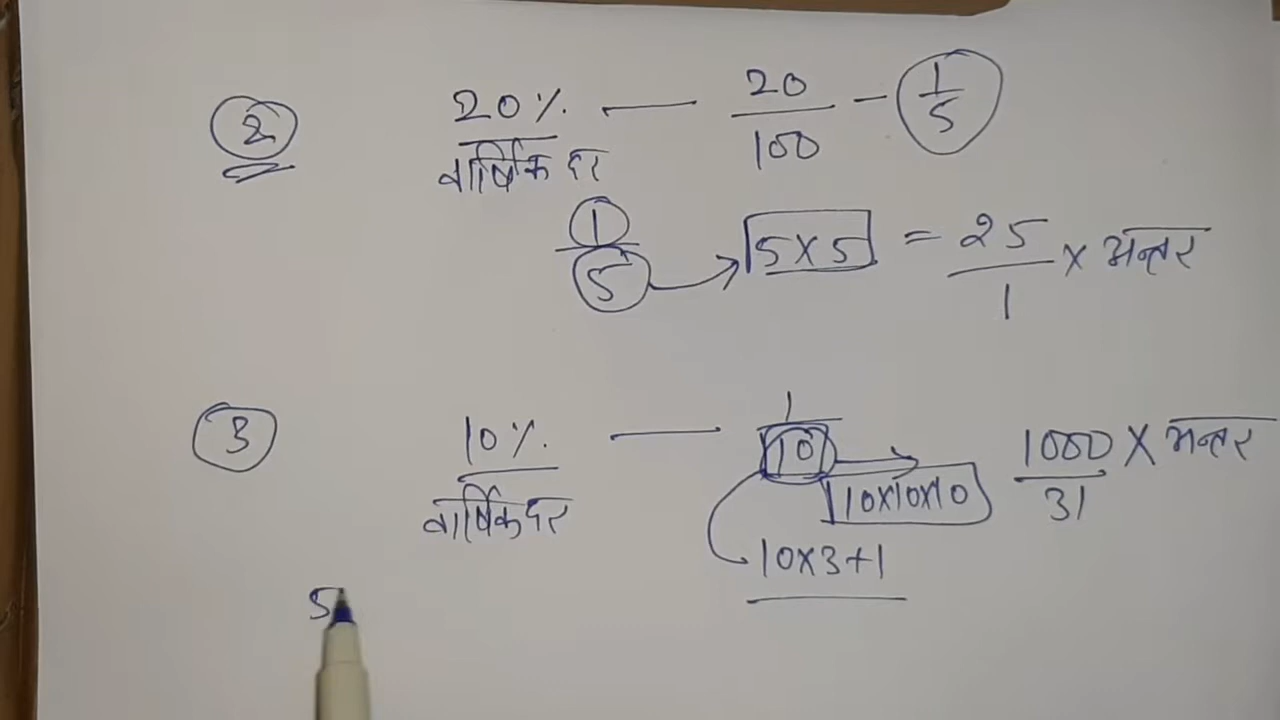 2 20% — 20/100 - 1/5
वार्षिक दर
1/5 → 5×5 = 25/1 × अन्तर
3 10% — 1/10 → 10×10×10 1000/31 × अन्तर
वार्षिक दर
10×3+1
5